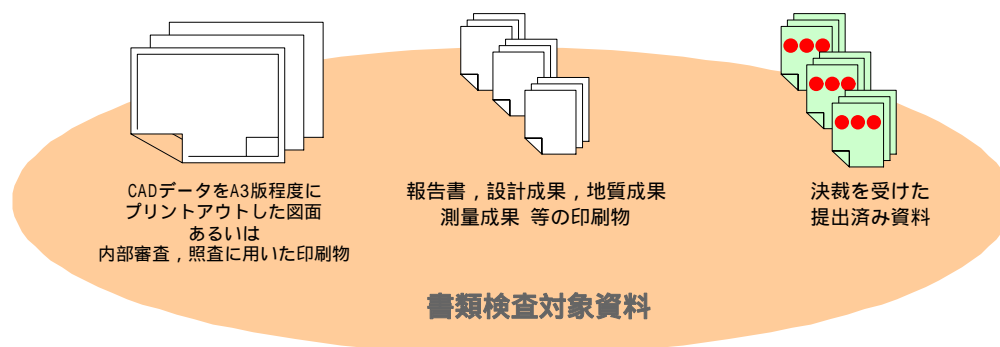 CADデータをA3版程度に
プリントアウトした図面
あるいは
内部審査，照査に用いた印刷物
報告書，設計成果，地質成果
測量成果 等の印刷物
決裁を受けた
提出済み資料
書類検査対象資料